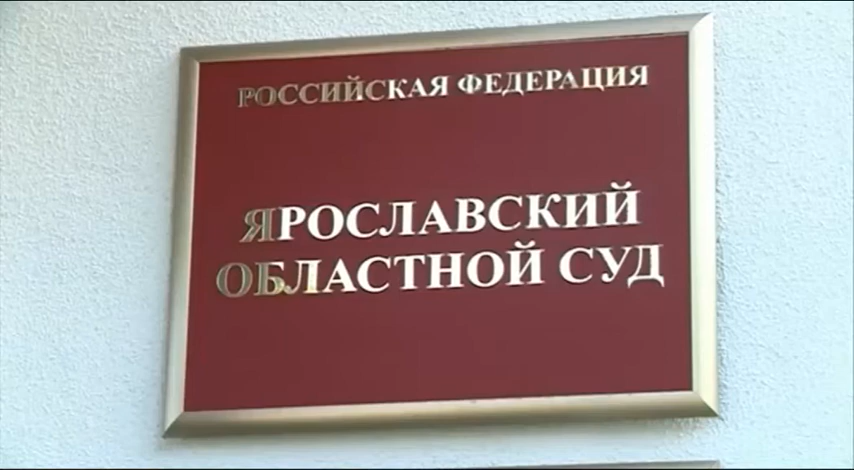 РОССИЙСКАЯ ФЕДЕРАЦИЯ
ЯРОСЛАВСКИЙ
ОБЛАСТНОЙ СУД